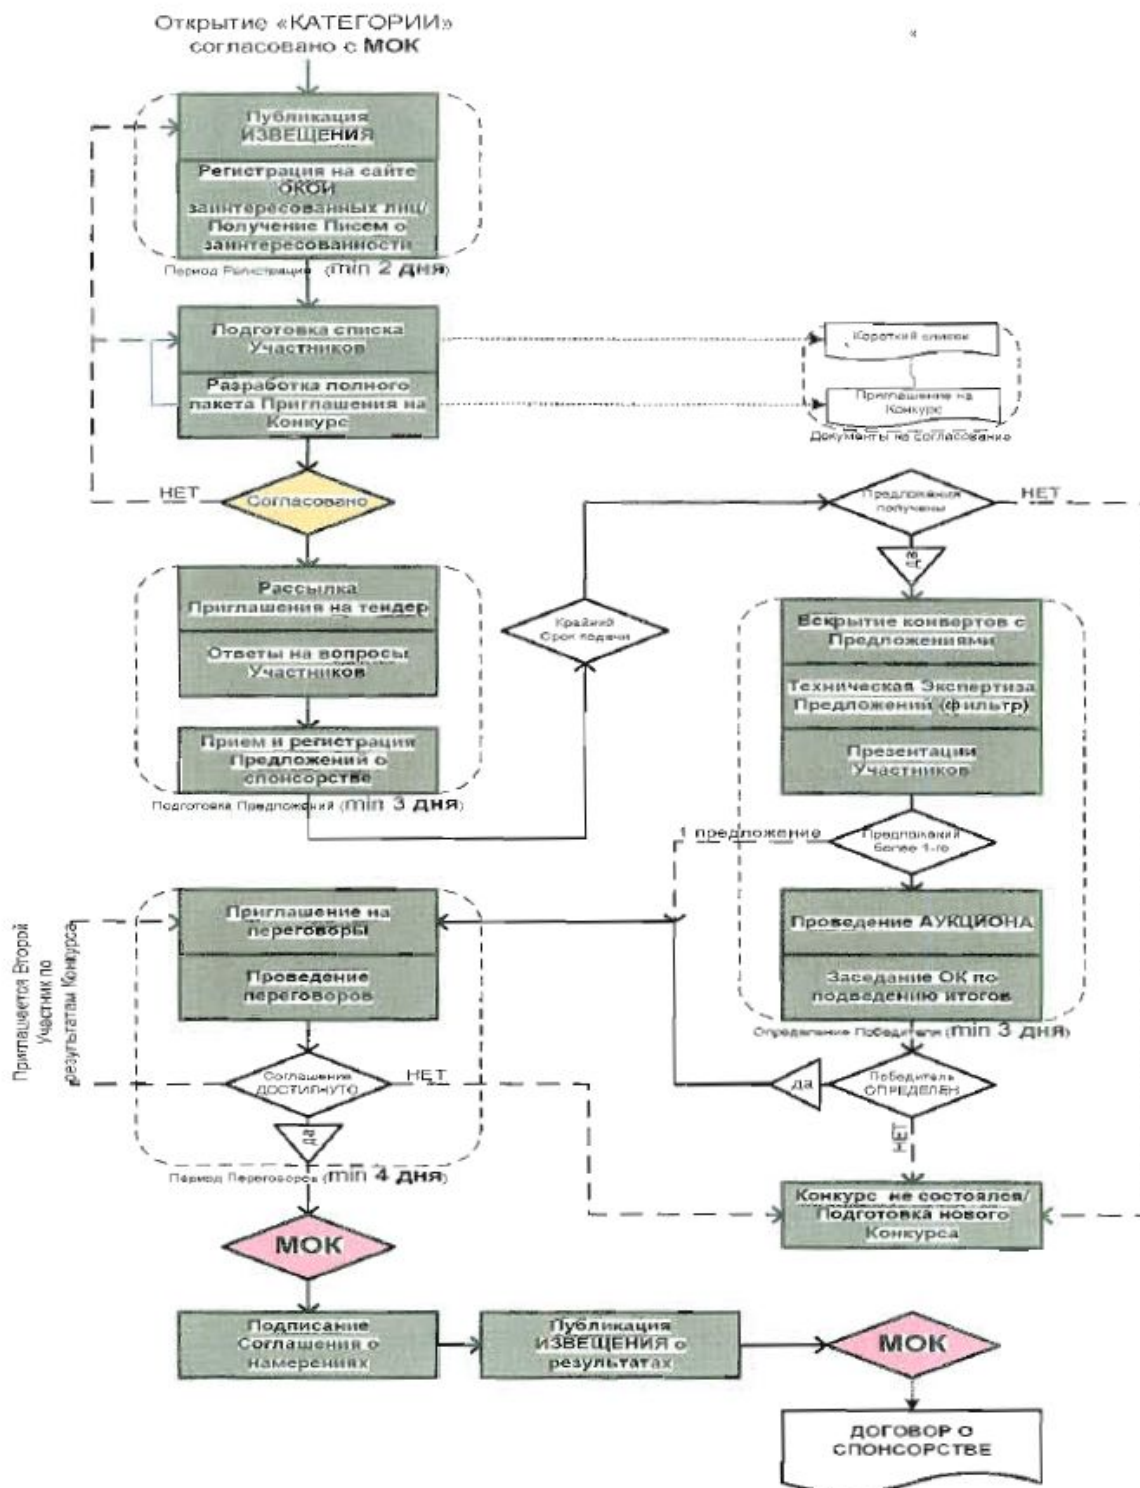 Открытие «КАТЕГОРИИ»
согласовано с МОК
«
Публикация
ИЗВЕЩЕНИЯ
Регистрация на сайте
ОКОИ
заинтересованных лиц/
Получение Писем о
заинтересованности
Период Регистрации (min 2 дня)
Подготовка списка
Участников
Разработка полного
пакета Приглашения на
Конкурс
Короткий список
Приглашение на
Конкурс
Документы на согласование
НЕТ
Согласовано
Предложения
получены
НЕТ
да
Рассылка
Приглашения на тендер
Ответы на вопросы
Участников
Прием и регистрация
Предложений о
спонсорстве
Подготовка Предложений (min 3 дня)
Крайний
Срок подачи
Вскрытие конвертов с
Предложениями
Техническая Экспертиза
Предложений (фильтр)
Презентации
Участников
1 предложение
Предложений
более 1-го
Проведение АУКЦИОНА
Заседание ОК по
подведению итогов
Определение Победителя (min 3 дня)
Приглашается Второй
Участник по
результатам Конкурса
Приглашение на
переговоры
Проведение
переговоров
Соглашение
ДОСТИГНУТО
НЕТ
да
да
Победитель
ОПРЕДЕЛЕН
НЕТ
Период Переговоров (min 4 дня)
Конкурс не состоялся/
Подготовка нового
Конкурса
МОК
Подписание
Соглашения о
намерениях
Публикация
ИЗВЕЩЕНИЯ о
результатах
МОК
ДОГОВОР О
СПОНСОРСТВЕ